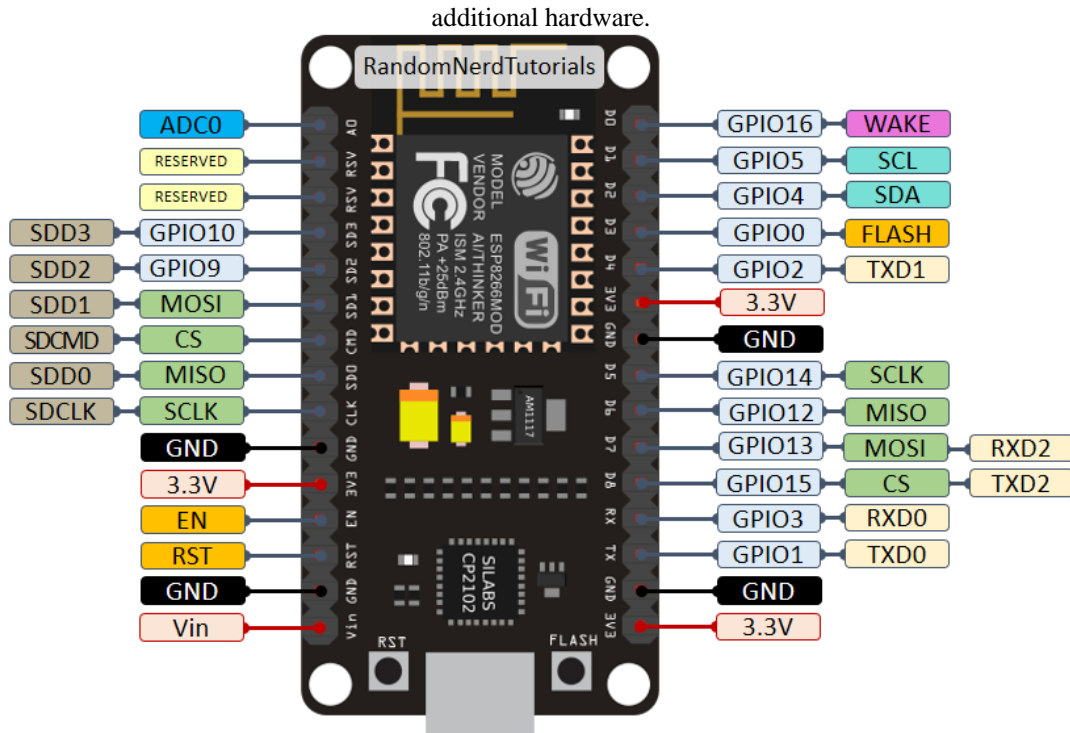 additional hardware.
RandomNerdTutorials
ADC0
RESERVED
RESERVED
SDD3 GPIO10
SDD2 GPIO9
SDD1 MOSI
SDCMD CS
SDD0 MISO
SDCLK SCLK
GND
3.3V
EN
RST
GND
Vin
A0
RSV
RSV
SD3
SD2
SD1
CMD
SD0
CLK
GND
3V3
EN
RST
GND
Vin
MODEL
VENDOR
ESP8266MOD
AI/THINKER
ISM 2.4GHz
PA +25dBm
802.11b/g/n
FC
WiFi
AM1117
SILABS
CP2102
RST
FLASH
D0
D1
D2
D3
D4
3V3
GND
D5
D6
D7
D8
RX
TX
GND
3V3
GPIO16 WAKE
GPIO5 SCL
GPIO4 SDA
GPIO0 FLASH
GPIO2 TXD1
3.3V
GND
GPIO14 SCLK
GPIO12 MISO
GPIO13 MOSI RXD2
GPIO15 CS TXD2
GPIO3 RXD0
GPIO1 TXD0
GND
3.3V